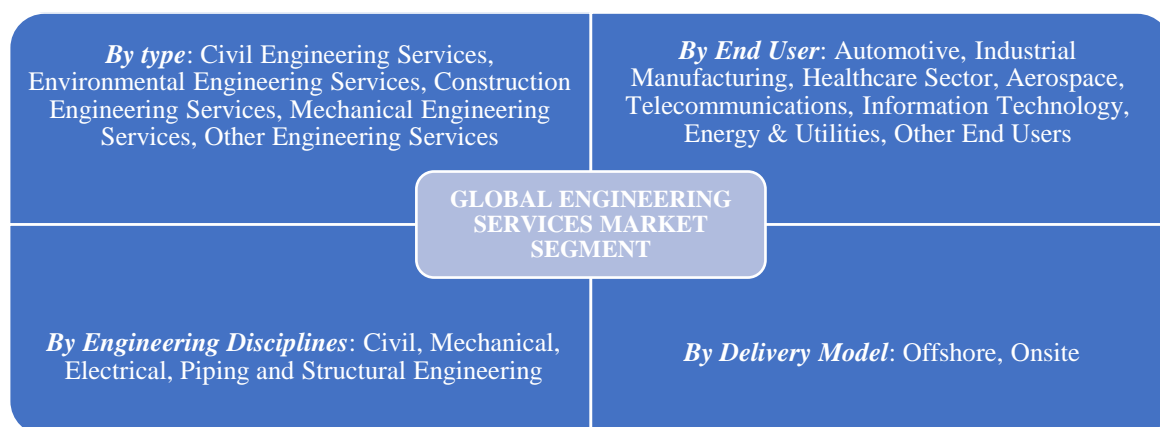 By type: Civil Engineering Services,
Environmental Engineering Services, Construction
Engineering Services, Mechanical Engineering
Services, Other Engineering Services
By End User: Automotive, Industrial
Manufacturing, Healthcare Sector, Aerospace,
Telecommunications, Information Technology,
Energy & Utilities, Other End Users
GLOBAL ENGINEERING
SERVICES MARKET
SEGMENT
By Engineering Disciplines: Civil, Mechanical,
Electrical, Piping and Structural Engineering
By Delivery Model: Offshore, Onsite